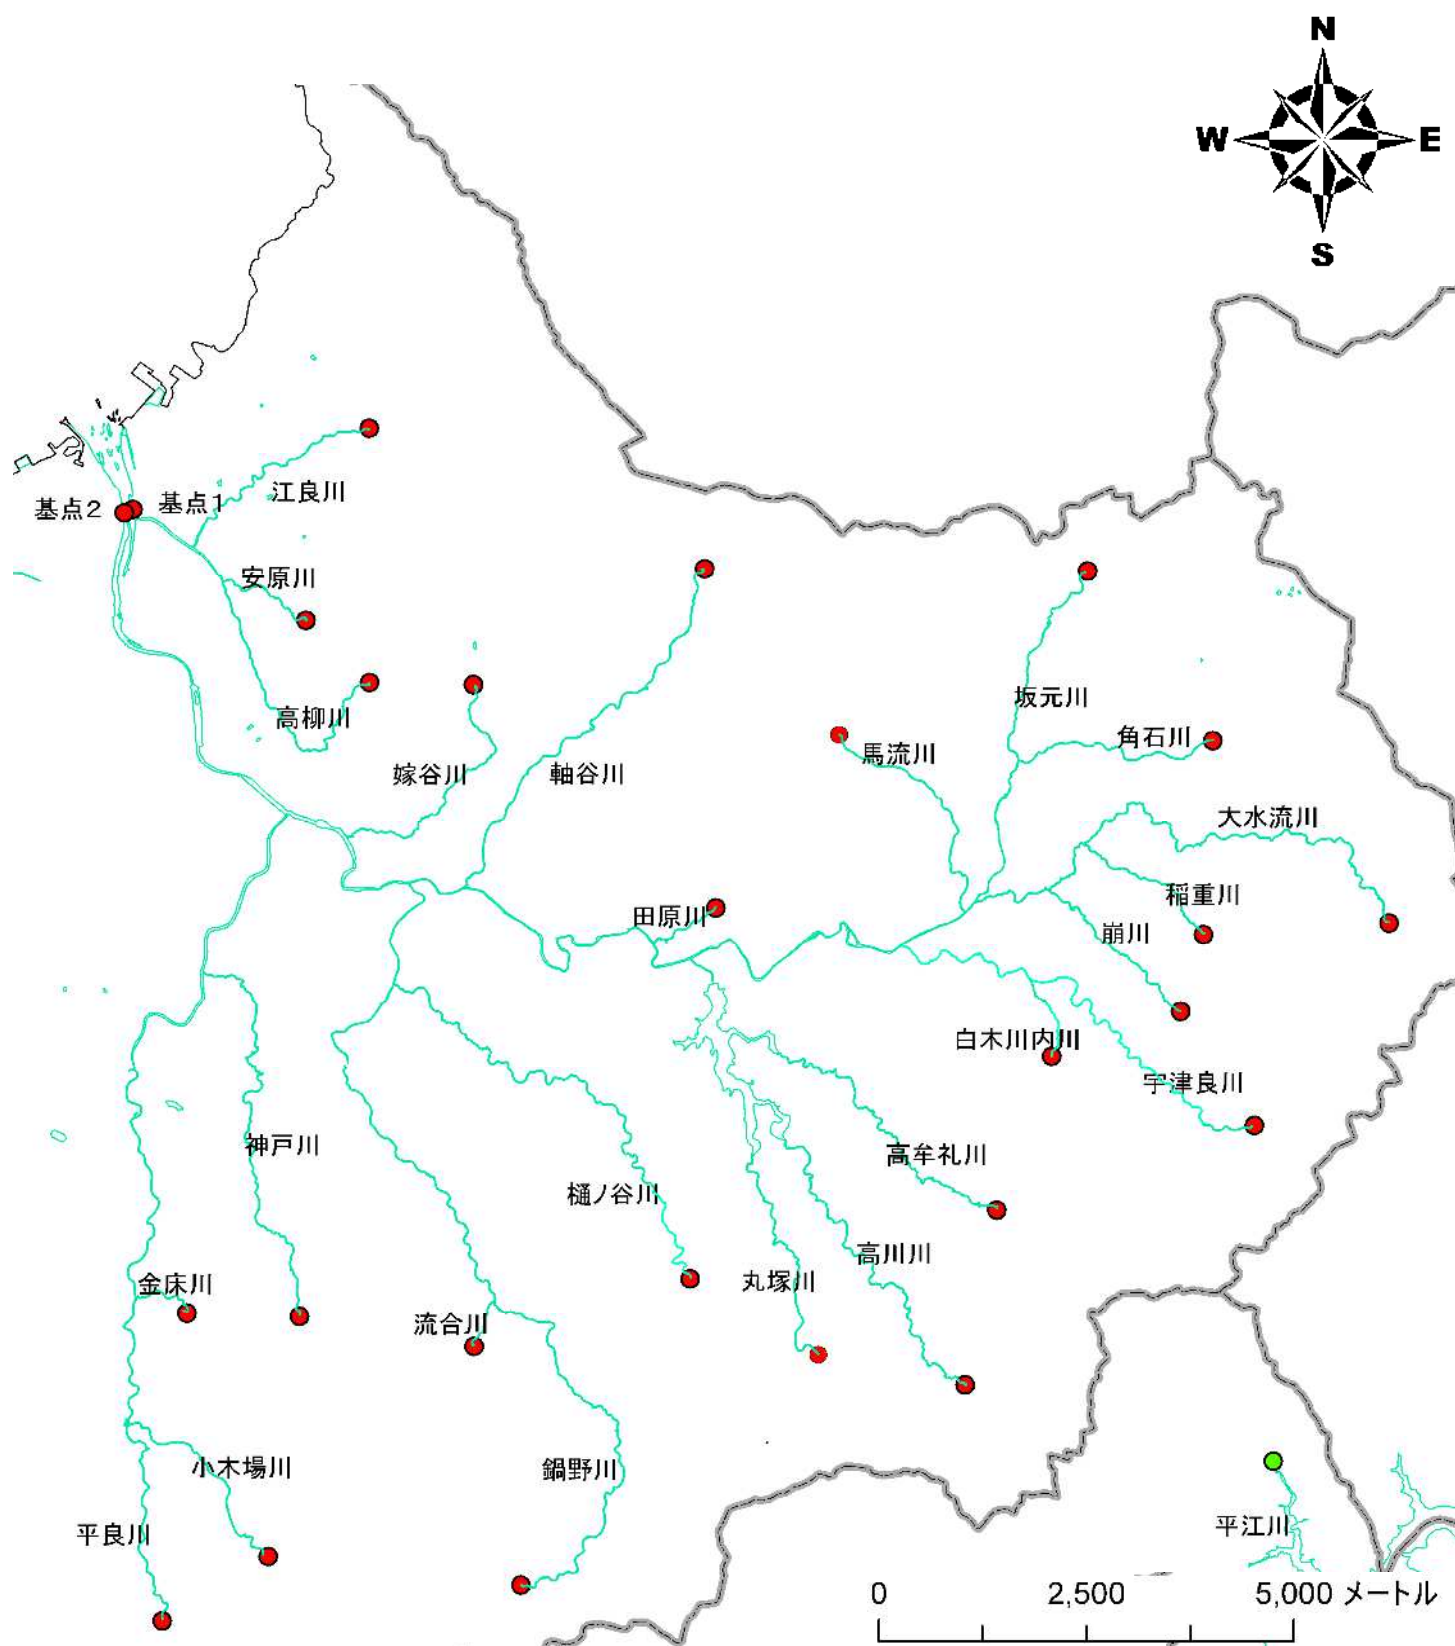 N
W
E
S
江良川
基点2
基点1
安原川
高柳川
坂元川
角石川
馬流川
嫁谷川
軸谷川
大水流川
稲重川
田原川
崩川
白木川内川
宇津良川
神戸川
高牟礼川
樋ノ谷川
高川川
丸塚川
金床川
流合川
小木場川
鍋野川
平良川
平江川
0 2,500 5,000 メートル